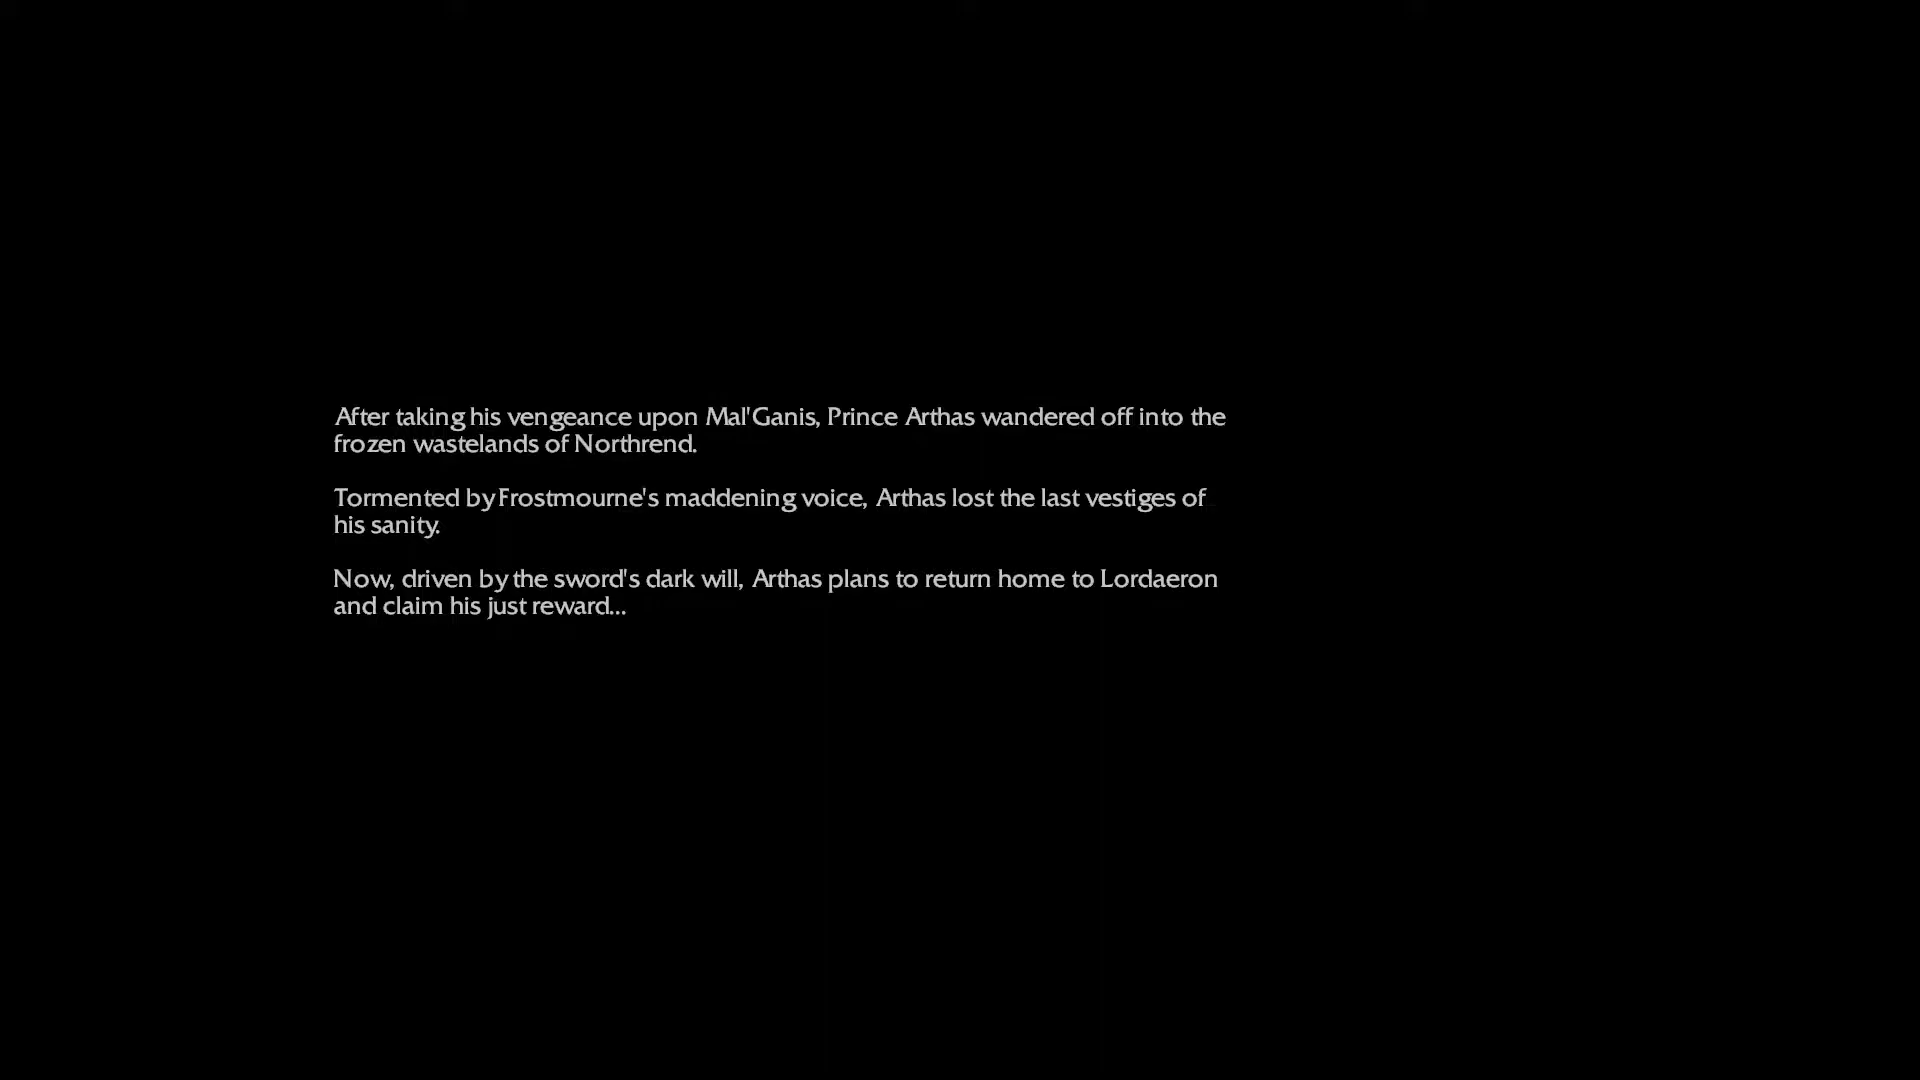 After taking his vengeance upon Mal'Ganis, Prince Arthas wandered off into the
frozen wastelands of Northrend.
Tormented by Frostmourne's maddening voice, Arthas lost the last vestiges of
his sanity.
Now, driven by the sword's dark will, Arthas plans to return home to Lordaeron
and claim his just reward...